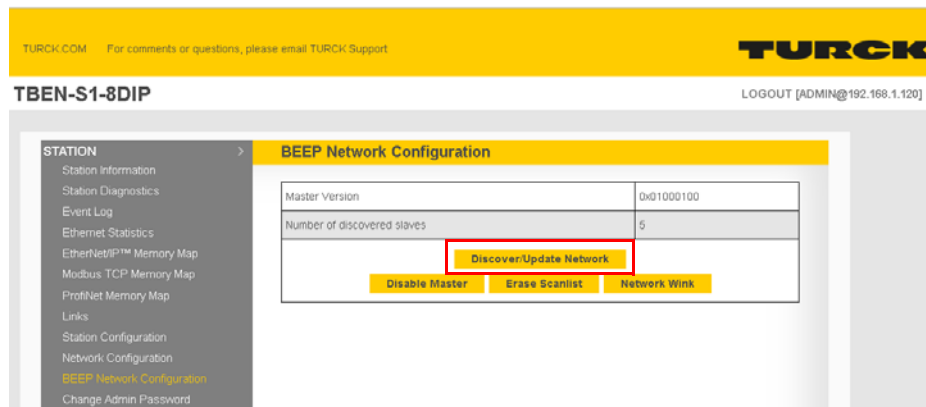 TURCK.COM For comments or questions, please email TURCK Support
TURCK
TBEN-S1-8DIP
LOGOUT [ADMIN@192.168.1.120]
STATION >
Station Information
Station Diagnostics
Event Log
Ethernet Statistics
EtherNet/IP™ Memory Map
Modbus TCP Memory Map
ProfiNet Memory Map
Links
Station Configuration
Network Configuration
BEEP Network Configuration
Change Admin Password
BEEP Network Configuration
Master Version 0x01000100
Number of discovered slaves 5
Discover/Update Network
Disable Master Erase Scanlist Network Wink